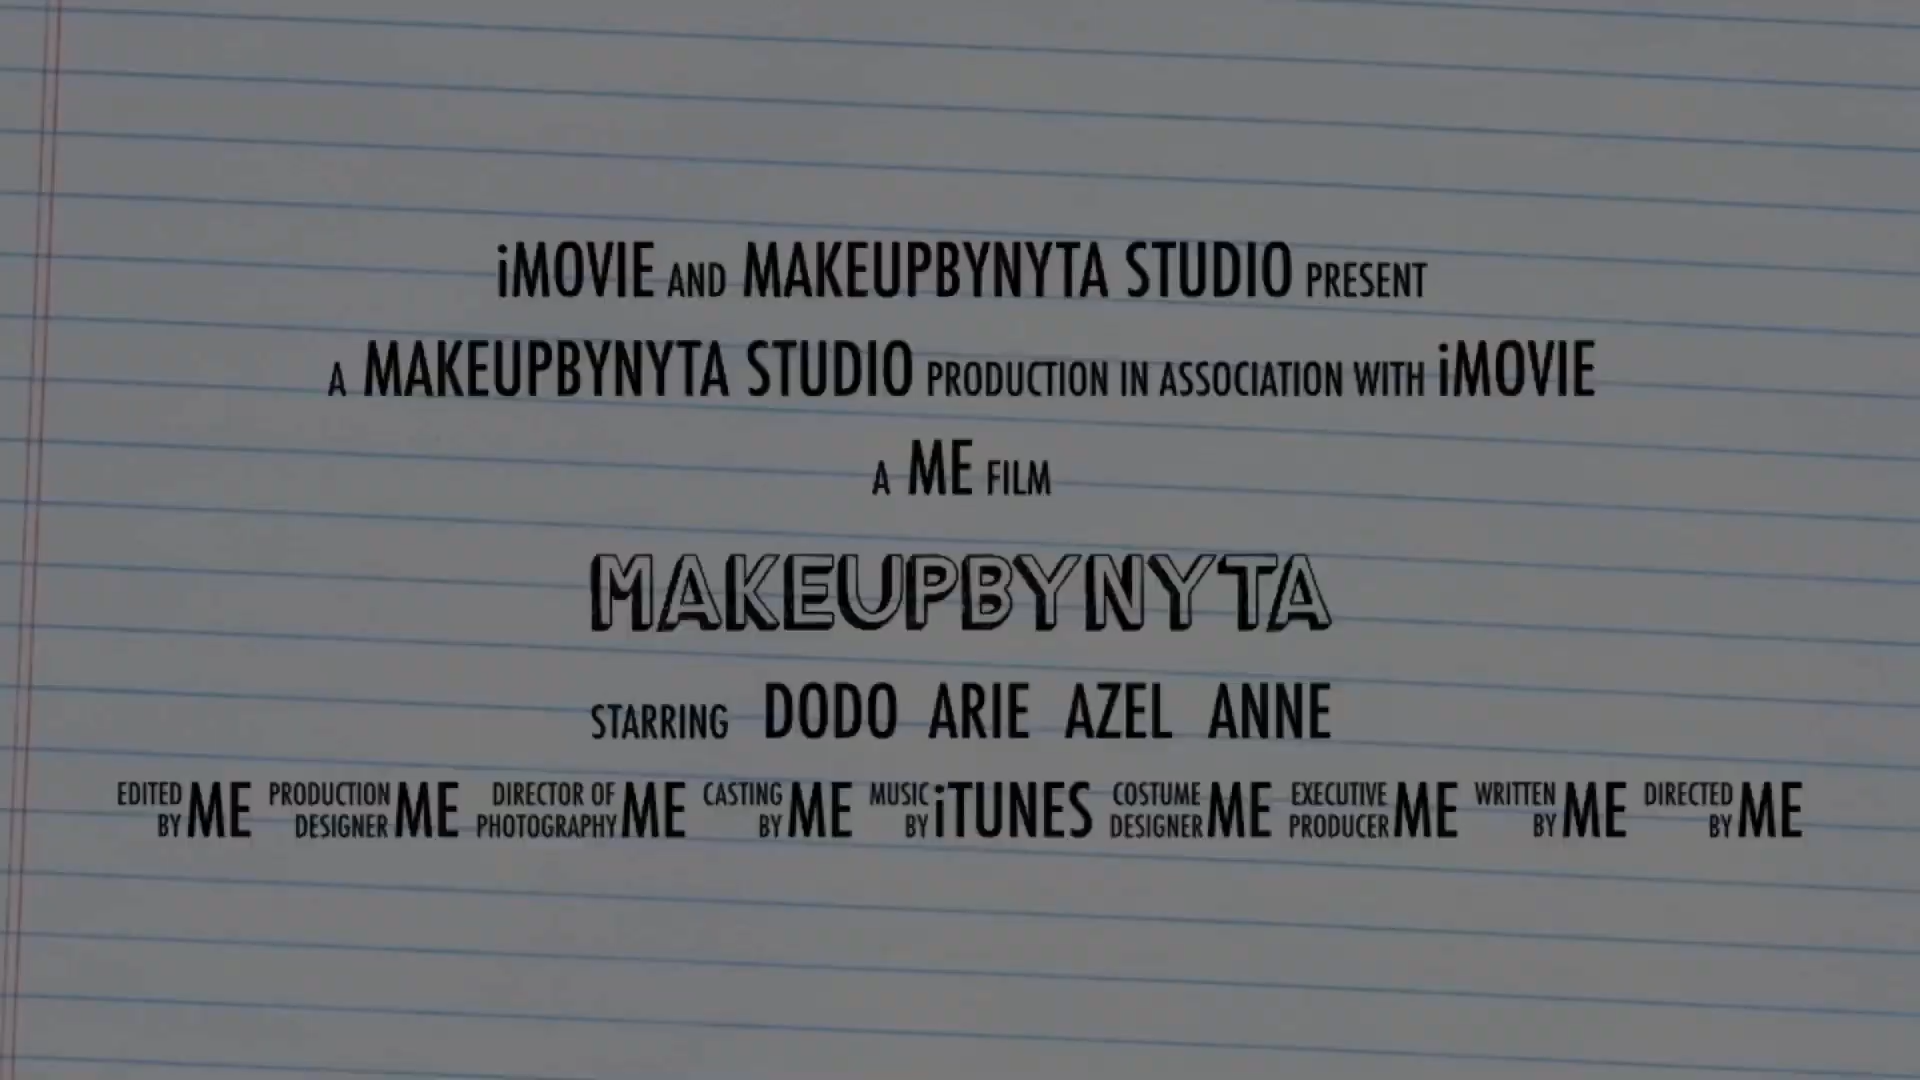 iMOVIE AND MAKEUPBYNYTA STUDIO PRESENT
A MAKEUPBYNYTA STUDIO PRODUCTION IN ASSOCIATION WITH iMOVIE
A ME FILM
MAKEUPBYNYTA
STARRING DODO ARIE AZEL ANNE
EDITED BY ME PRODUCTION DESIGNER ME DIRECTOR OF PHOTOGRAPHY ME CASTING BY ME MUSIC BY iTUNES COSTUME DESIGNER ME EXECUTIVE PRODUCER ME WRITTEN BY ME DIRECTED BY ME